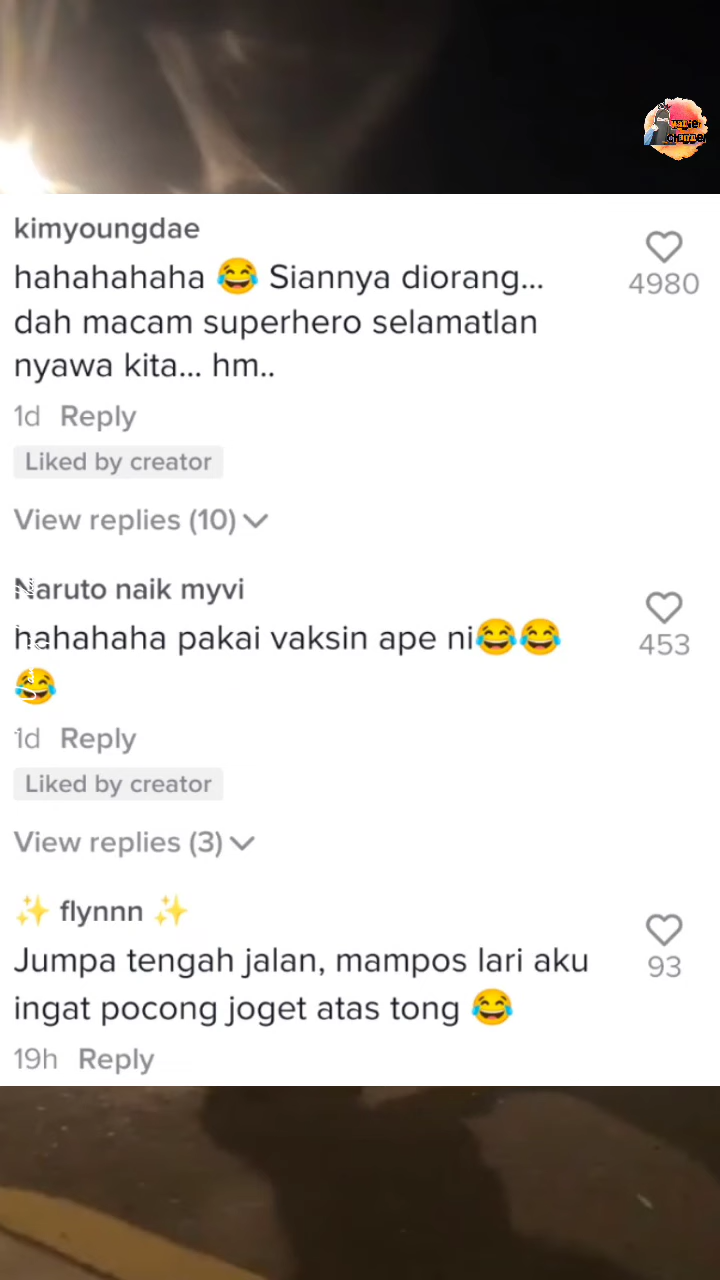 kimyoungdae
hahahahaha 😂 Siannya diorang...
dah macam superhero selamatlan
nyawa kita... hm..
4980
1d Reply
Liked by creator
View replies (10)
Naruto naik myvi
hahahaha pakai vaksin ape ni😂😂
😂
453
1d Reply
Liked by creator
View replies (3)
✨ flynnn ✨
Jumpa tengah jalan, mampos lari aku
ingat pocong joget atas tong 😂
93
19h Reply